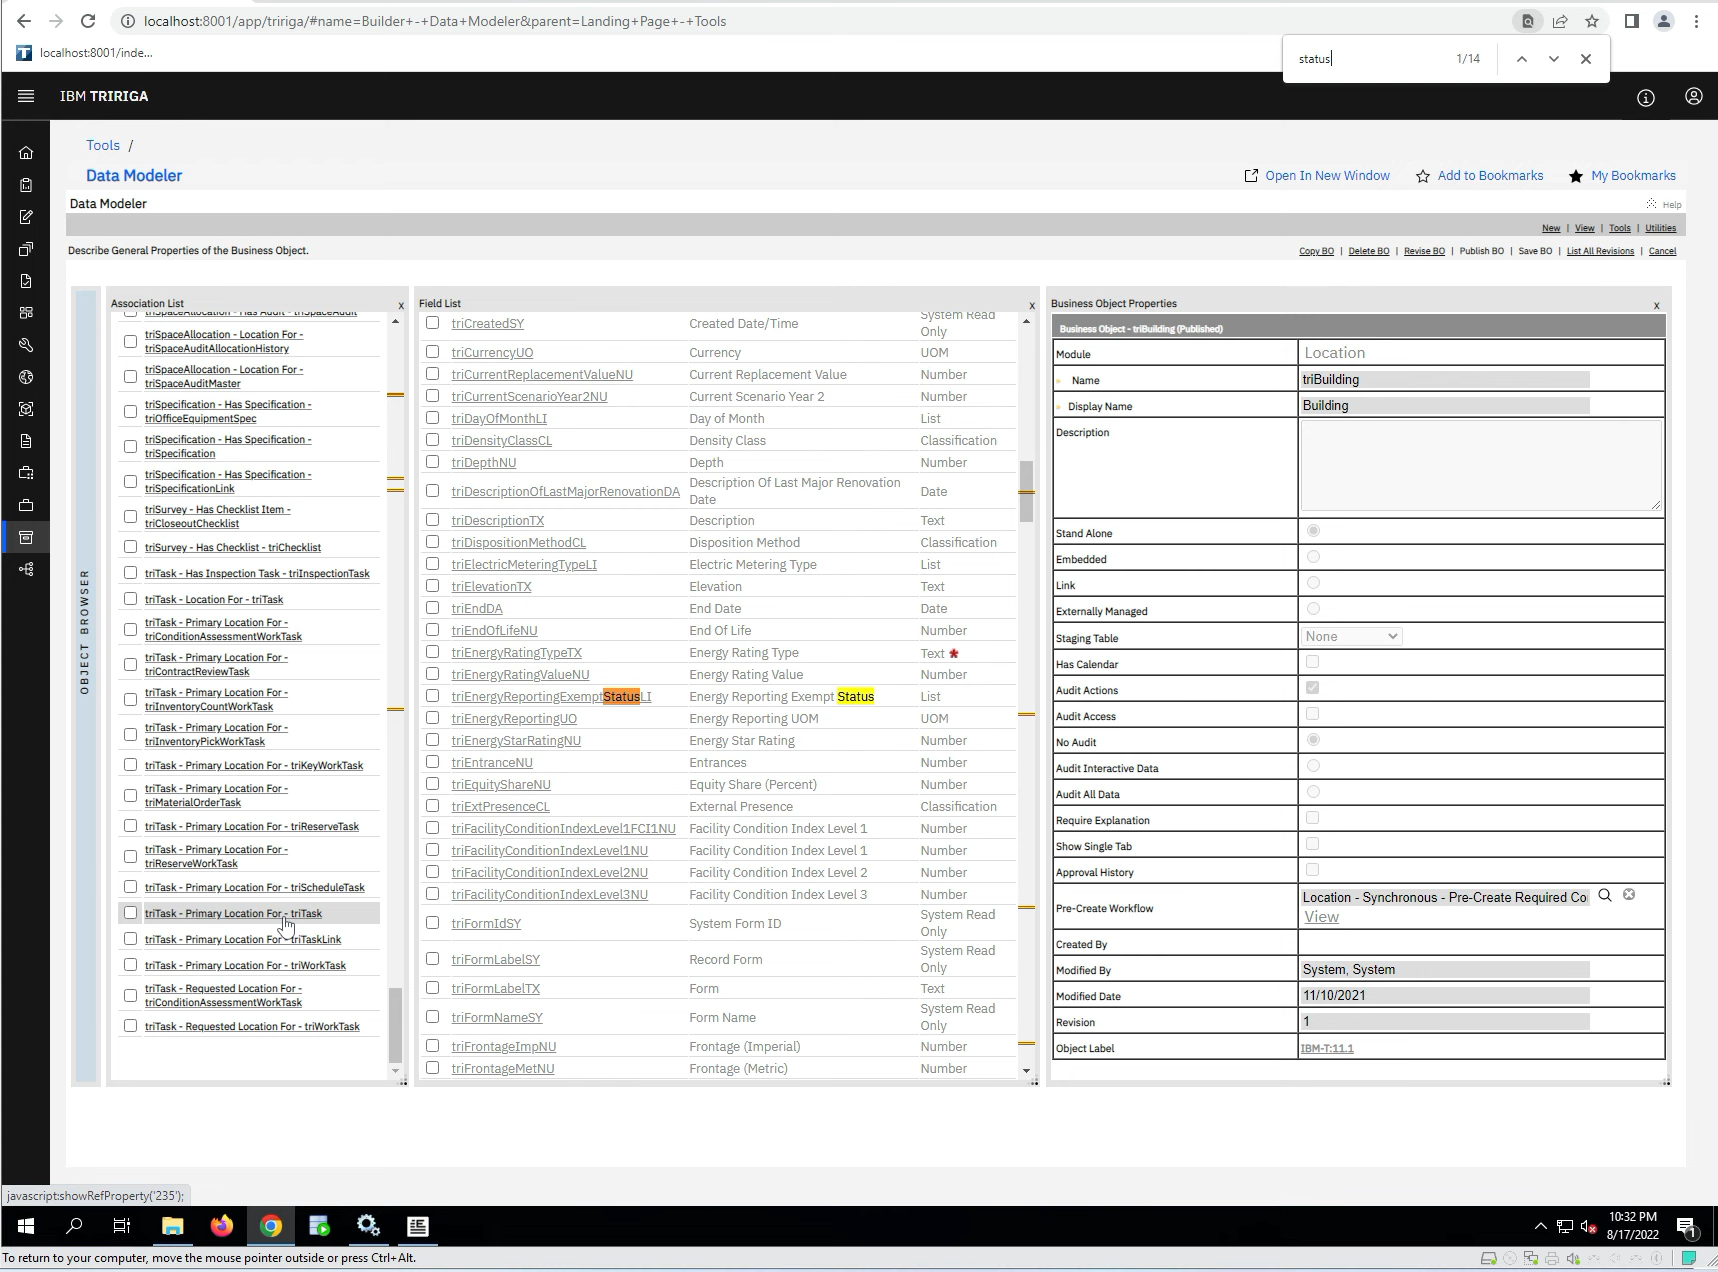 localhost:8001/app/tririga/#name=Builder+-+Data+Modeler&parent=Landing+Page+-+Tools
localhost:8001/inde...
status
1/14
IBM TRIRIGA
Tools /
Data Modeler
Open In New Window
Add to Bookmarks
My Bookmarks
Data Modeler
Help
New | View | Tools | Utilities
Describe General Properties of the Business Object.
Copy BO | Delete BO | Revise BO | Publish BO | Save BO | List All Revisions | Cancel
OBJECT BROWSER
Association List
x
triSpaceAllocation - Has Audit - triSpaceAudit
triSpaceAllocation - Location For -
triSpaceAuditAllocationHistory
triSpaceAllocation - Location For -
triSpaceAuditMaster
triSpecification - Has Specification -
triOfficeEquipmentSpec
triSpecification - Has Specification -
triSpecification
triSpecification - Has Specification -
triSpecificationLink
triSurvey - Has Checklist Item -
triCloseoutChecklist
triSurvey - Has Checklist - triChecklist
triTask - Has Inspection Task - triInspectionTask
triTask - Location For - triTask
triTask - Primary Location For -
triConditionAssessmentWorkTask
triTask - Primary Location For -
triContractReviewTask
triTask - Primary Location For -
triInventoryCountWorkTask
triTask - Primary Location For -
triInventoryPickWorkTask
triTask - Primary Location For - triKeyWorkTask
triTask - Primary Location For -
triMaterialOrderTask
triTask - Primary Location For - triReserveTask
triTask - Primary Location For -
triReserveWorkTask
triTask - Primary Location For - triScheduleTask
triTask - Primary Location For - triTask
triTask - Primary Location For - triTaskLink
triTask - Primary Location For - triWorkTask
triTask - Requested Location For -
triConditionAssessmentWorkTask
triTask - Requested Location For - triWorkTask
Field List
x
triCreatedSY Created Date/Time System Read Only
triCurrencyUO Currency UOM
triCurrentReplacementValueNU Current Replacement Value Number
triCurrentScenarioYear2NU Current Scenario Year 2 Number
triDayOfMonthLI Day of Month List
triDensityClassCL Density Class Classification
triDepthNU Depth Number
triDescriptionOfLastMajorRenovationDA Description Of Last Major Renovation Date Date
triDescriptionTX Description Text
triDispositionMethodCL Disposition Method Classification
triElectricMeteringTypeLI Electric Metering Type List
triElevationTX Elevation Text
triEndDA End Date Date
triEndOfLifeNU End Of Life Number
triEnergyRatingTypeTX Energy Rating Type Text *
triEnergyRatingValueNU Energy Rating Value Number
triEnergyReportingExemptStatusLI Energy Reporting Exempt Status List
triEnergyReportingUO Energy Reporting UOM UOM
triEnergyStarRatingNU Energy Star Rating Number
triEntranceNU Entrances Number
triEquityShareNU Equity Share (Percent) Number
triExtPresenceCL External Presence Classification
triFacilityConditionIndexLevel1FCI1NU Facility Condition Index Level 1 Number
triFacilityConditionIndexLevel1NU Facility Condition Index Level 1 Number
triFacilityConditionIndexLevel2NU Facility Condition Index Level 2 Number
triFacilityConditionIndexLevel3NU Facility Condition Index Level 3 Number
triFormIdSY System Form ID System Read Only
triFormLabelSY Record Form System Read Only
triFormLabelTX Form Text
triFormNameSY Form Name System Read Only
triFrontageImpNU Frontage (Imperial) Number
triFrontageMetNU Frontage (Metric) Number
Business Object Properties
x
Business Object - triBuilding (Published)
Module Location
Name triBuilding
Display Name Building
Description
Stand Alone
Embedded
Link
Externally Managed
Staging Table None
Has Calendar
Audit Actions
Audit Access
No Audit
Audit Interactive Data
Audit All Data
Require Explanation
Show Single Tab
Approval History
Pre-Create Workflow Location - Synchronous - Pre-Create Required Co
View
Created By
Modified By System, System
Modified Date 11/10/2021
Revision 1
Object Label IBM-T:11.1
javascript:showRefProperty('235');
10:32 PM
8/17/2022
1
To return to your computer, move the mouse pointer outside or press Ctrl+Alt.